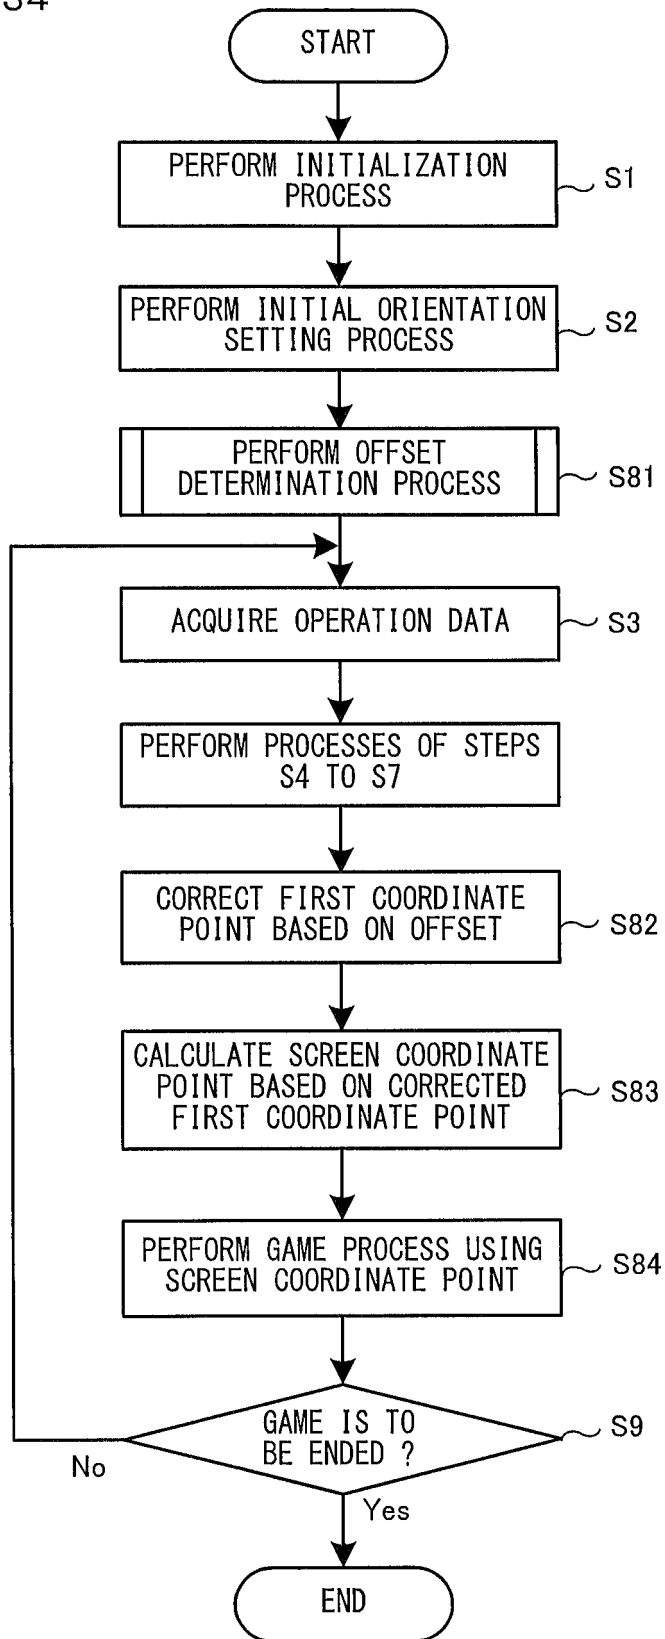 34
START
PERFORM INITIALIZATION
PROCESS
S1
PERFORM INITIAL ORIENTATION
SETTING PROCESS
S2
PERFORM OFFSET
DETERMINATION PROCESS
S81
ACQUIRE OPERATION DATA
S3
PERFORM PROCESSES OF STEPS
S4 TO S7
CORRECT FIRST COORDINATE
POINT BASED ON OFFSET
S82
CALCULATE SCREEN COORDINATE
POINT BASED ON CORRECTED
FIRST COORDINATE POINT
S83
PERFORM GAME PROCESS USING
SCREEN COORDINATE POINT
S84
GAME IS TO
BE ENDED ?
S9
No
Yes
END